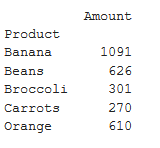 Amount
Product
Banana 1091
Beans 626
Broccoli 301
Carrots 270
Orange 610